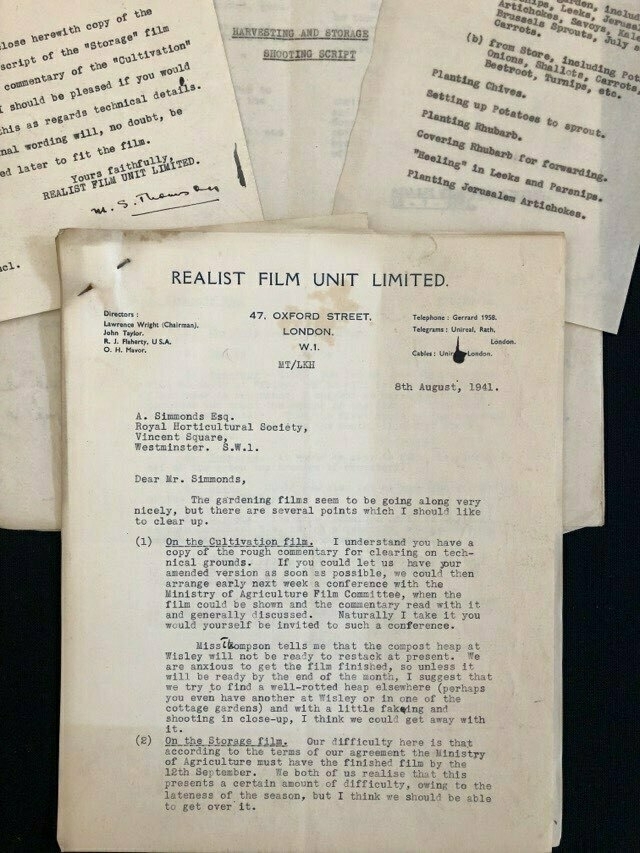 lose herewith copy of the
script of the "Storage" film
commentary of the "Cultivation"
I should be pleased if you would
this as regards technical details.
nal wording will, no doubt, be
ed later to fit the film.
Yours faithfully,
REALIST FILM UNIT LIMITED.
ncl.
HARVESTING AND STORAGE
SHOOTING SCRIPT
Artichokes, Savoys, Kale
Brussels Sprouts, July
Carrots.
(b) from Store, including Pot
Onions, Shallots, Carrots,
Beetroot, Turnips, etc.
Planting Chives.
Setting up Potatoes to sprout.
Planting Rhubarb.
Covering Rhubarb for forwarding.
"Heeling" in Leeks and Parsnips.
Planting Jerusalem Artichokes.
REALIST FILM UNIT LIMITED.
Directors :
Lawrence Wright (Chairman).
John Taylor.
R. J. Flaherty, U.S.A.
O. H. Mavor.
47, OXFORD STREET,
LONDON,
W.1.
MT/LKH
Telephone : Gerrard 1958.
Telegrams : Unireal, Rath,
London.
Cables : London.
8th August, 1941.
A. Simmonds Esq.
Royal Horticultural Society,
Vincent Square,
Westminster. S.W.1.
Dear Mr. Simmonds,
The gardening films seem to be going along very
nicely, but there are several points which I should like
to clear up.
(1) On the Cultivation film. I understand you have a
copy of the rough commentary for clearing on tech-
nical grounds. If you could let us have your
amended version as soon as possible, we could then
arrange early next week a conference with the
Ministry of Agriculture Film Committee, when the
film could be shown and the commentary read with it
and generally discussed. Naturally I take it you
would yourself be invited to such a conference.
Miss Thompson tells me that the compost heap at
Wisley will not be ready to restack at present. We
are anxious to get the film finished, so unless it
will be ready by the end of the month, I suggest that
we try to find a well-rotted heap elsewhere (perhaps
you even have another at Wisley or in one of the
cottage gardens) and with a little faking and
shooting in close-up, I think we could get away with
it.
(2) On the Storage film. Our difficulty here is that
according to the terms of our agreement the Ministry
of Agriculture must have the finished film by the
12th September. We both of us realise that this
presents a certain amount of difficulty, owing to the
lateness of the season, but I think we should be able
to get over it.